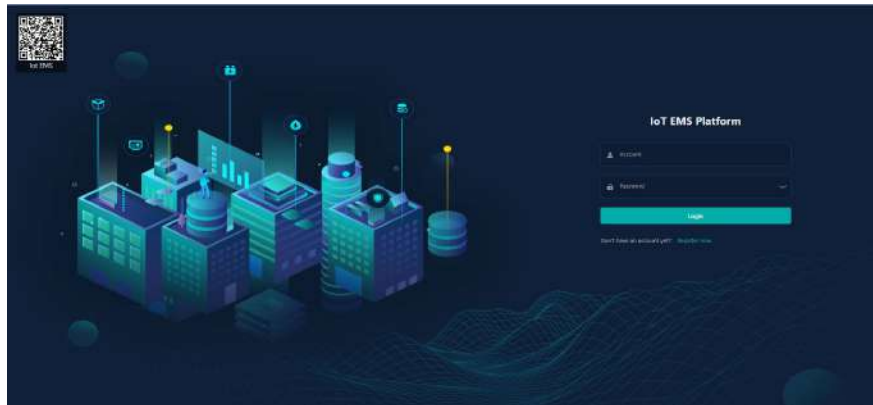 Iot EMS
IoT EMS Platform
Account
Password
Login
Don't have an account yet? Register now